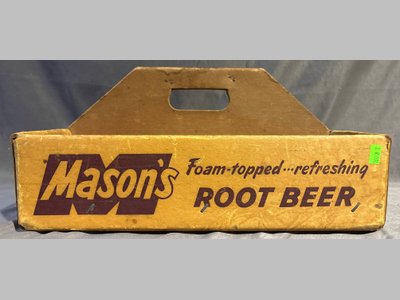 Mason's
Foam-topped...refreshing
ROOT BEER